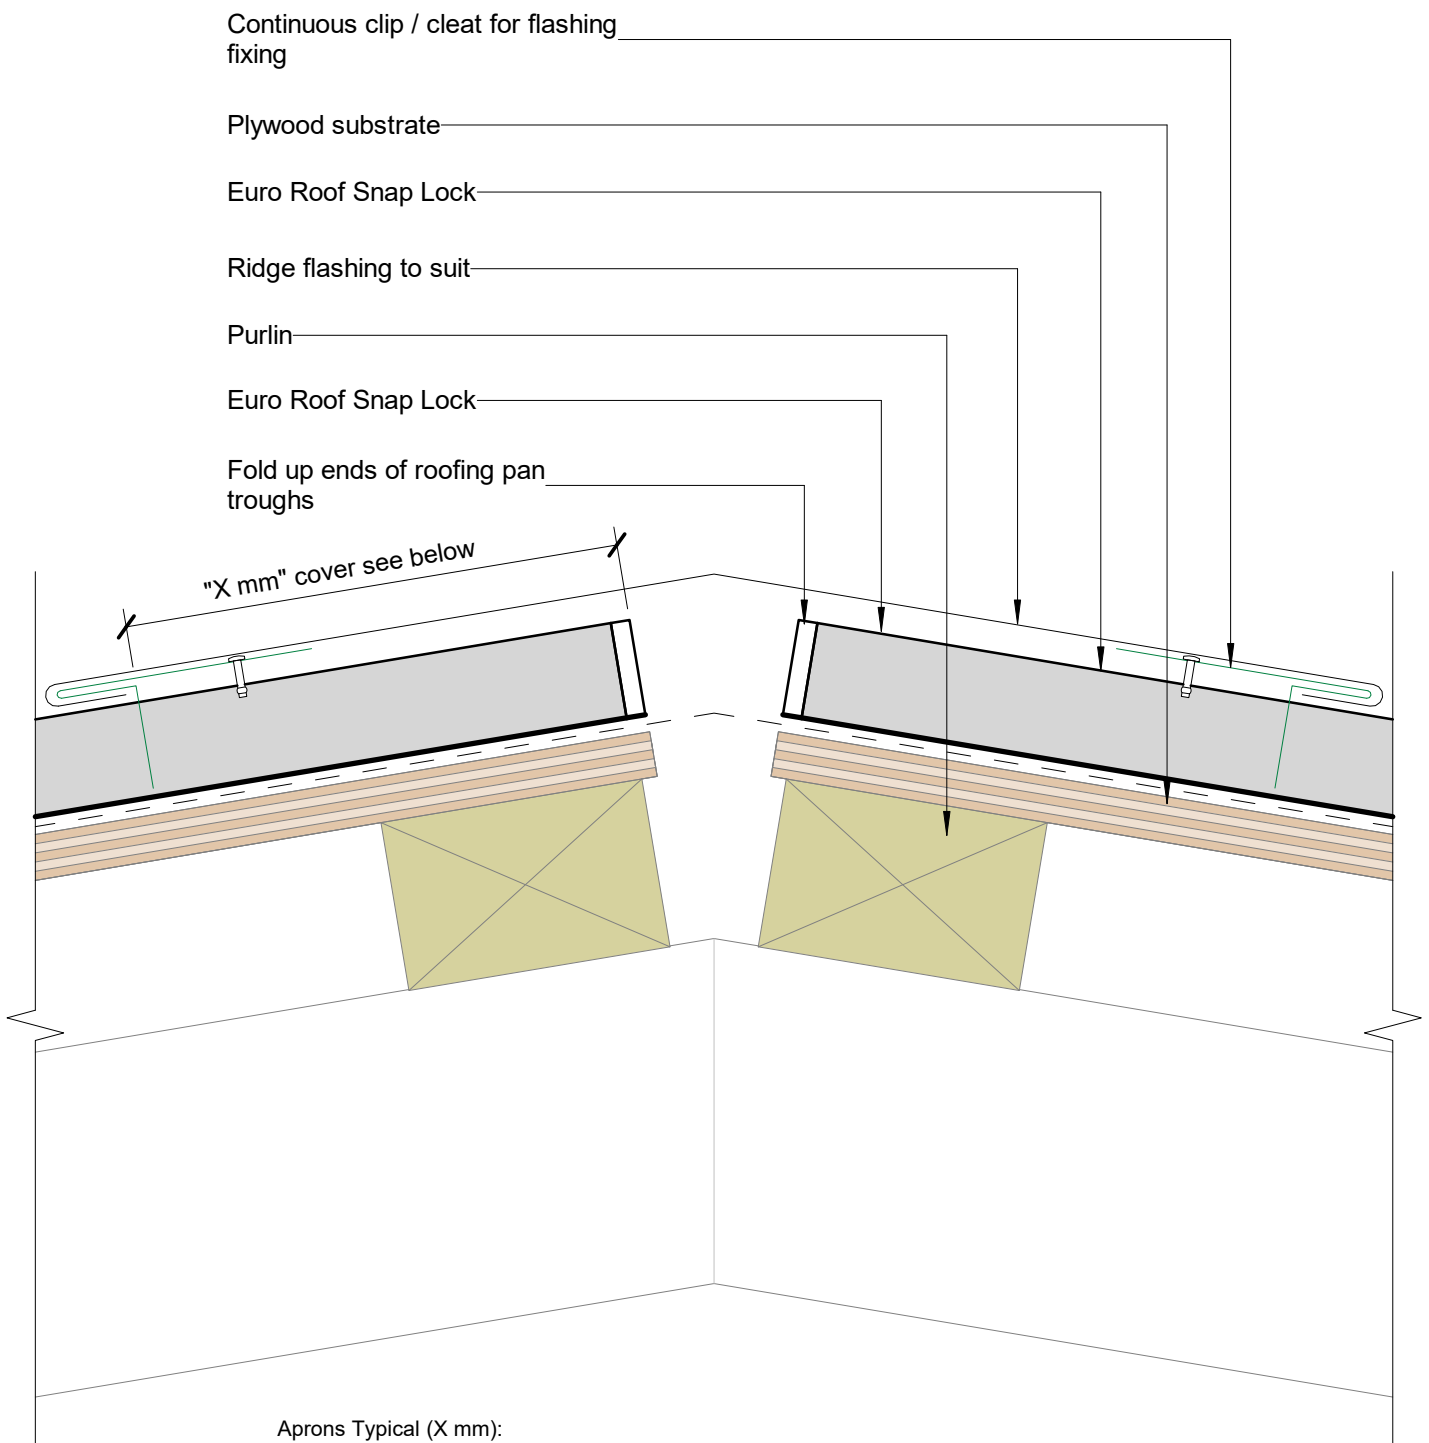 Continuous clip / cleat for flashing
fixing
Plywood substrate
Euro Roof Snap Lock
Ridge flashing to suit
Purlin
Euro Roof Snap Lock
Fold up ends of roofing pan
troughs
"X mm" cover see below
Aprons Typical (X mm):